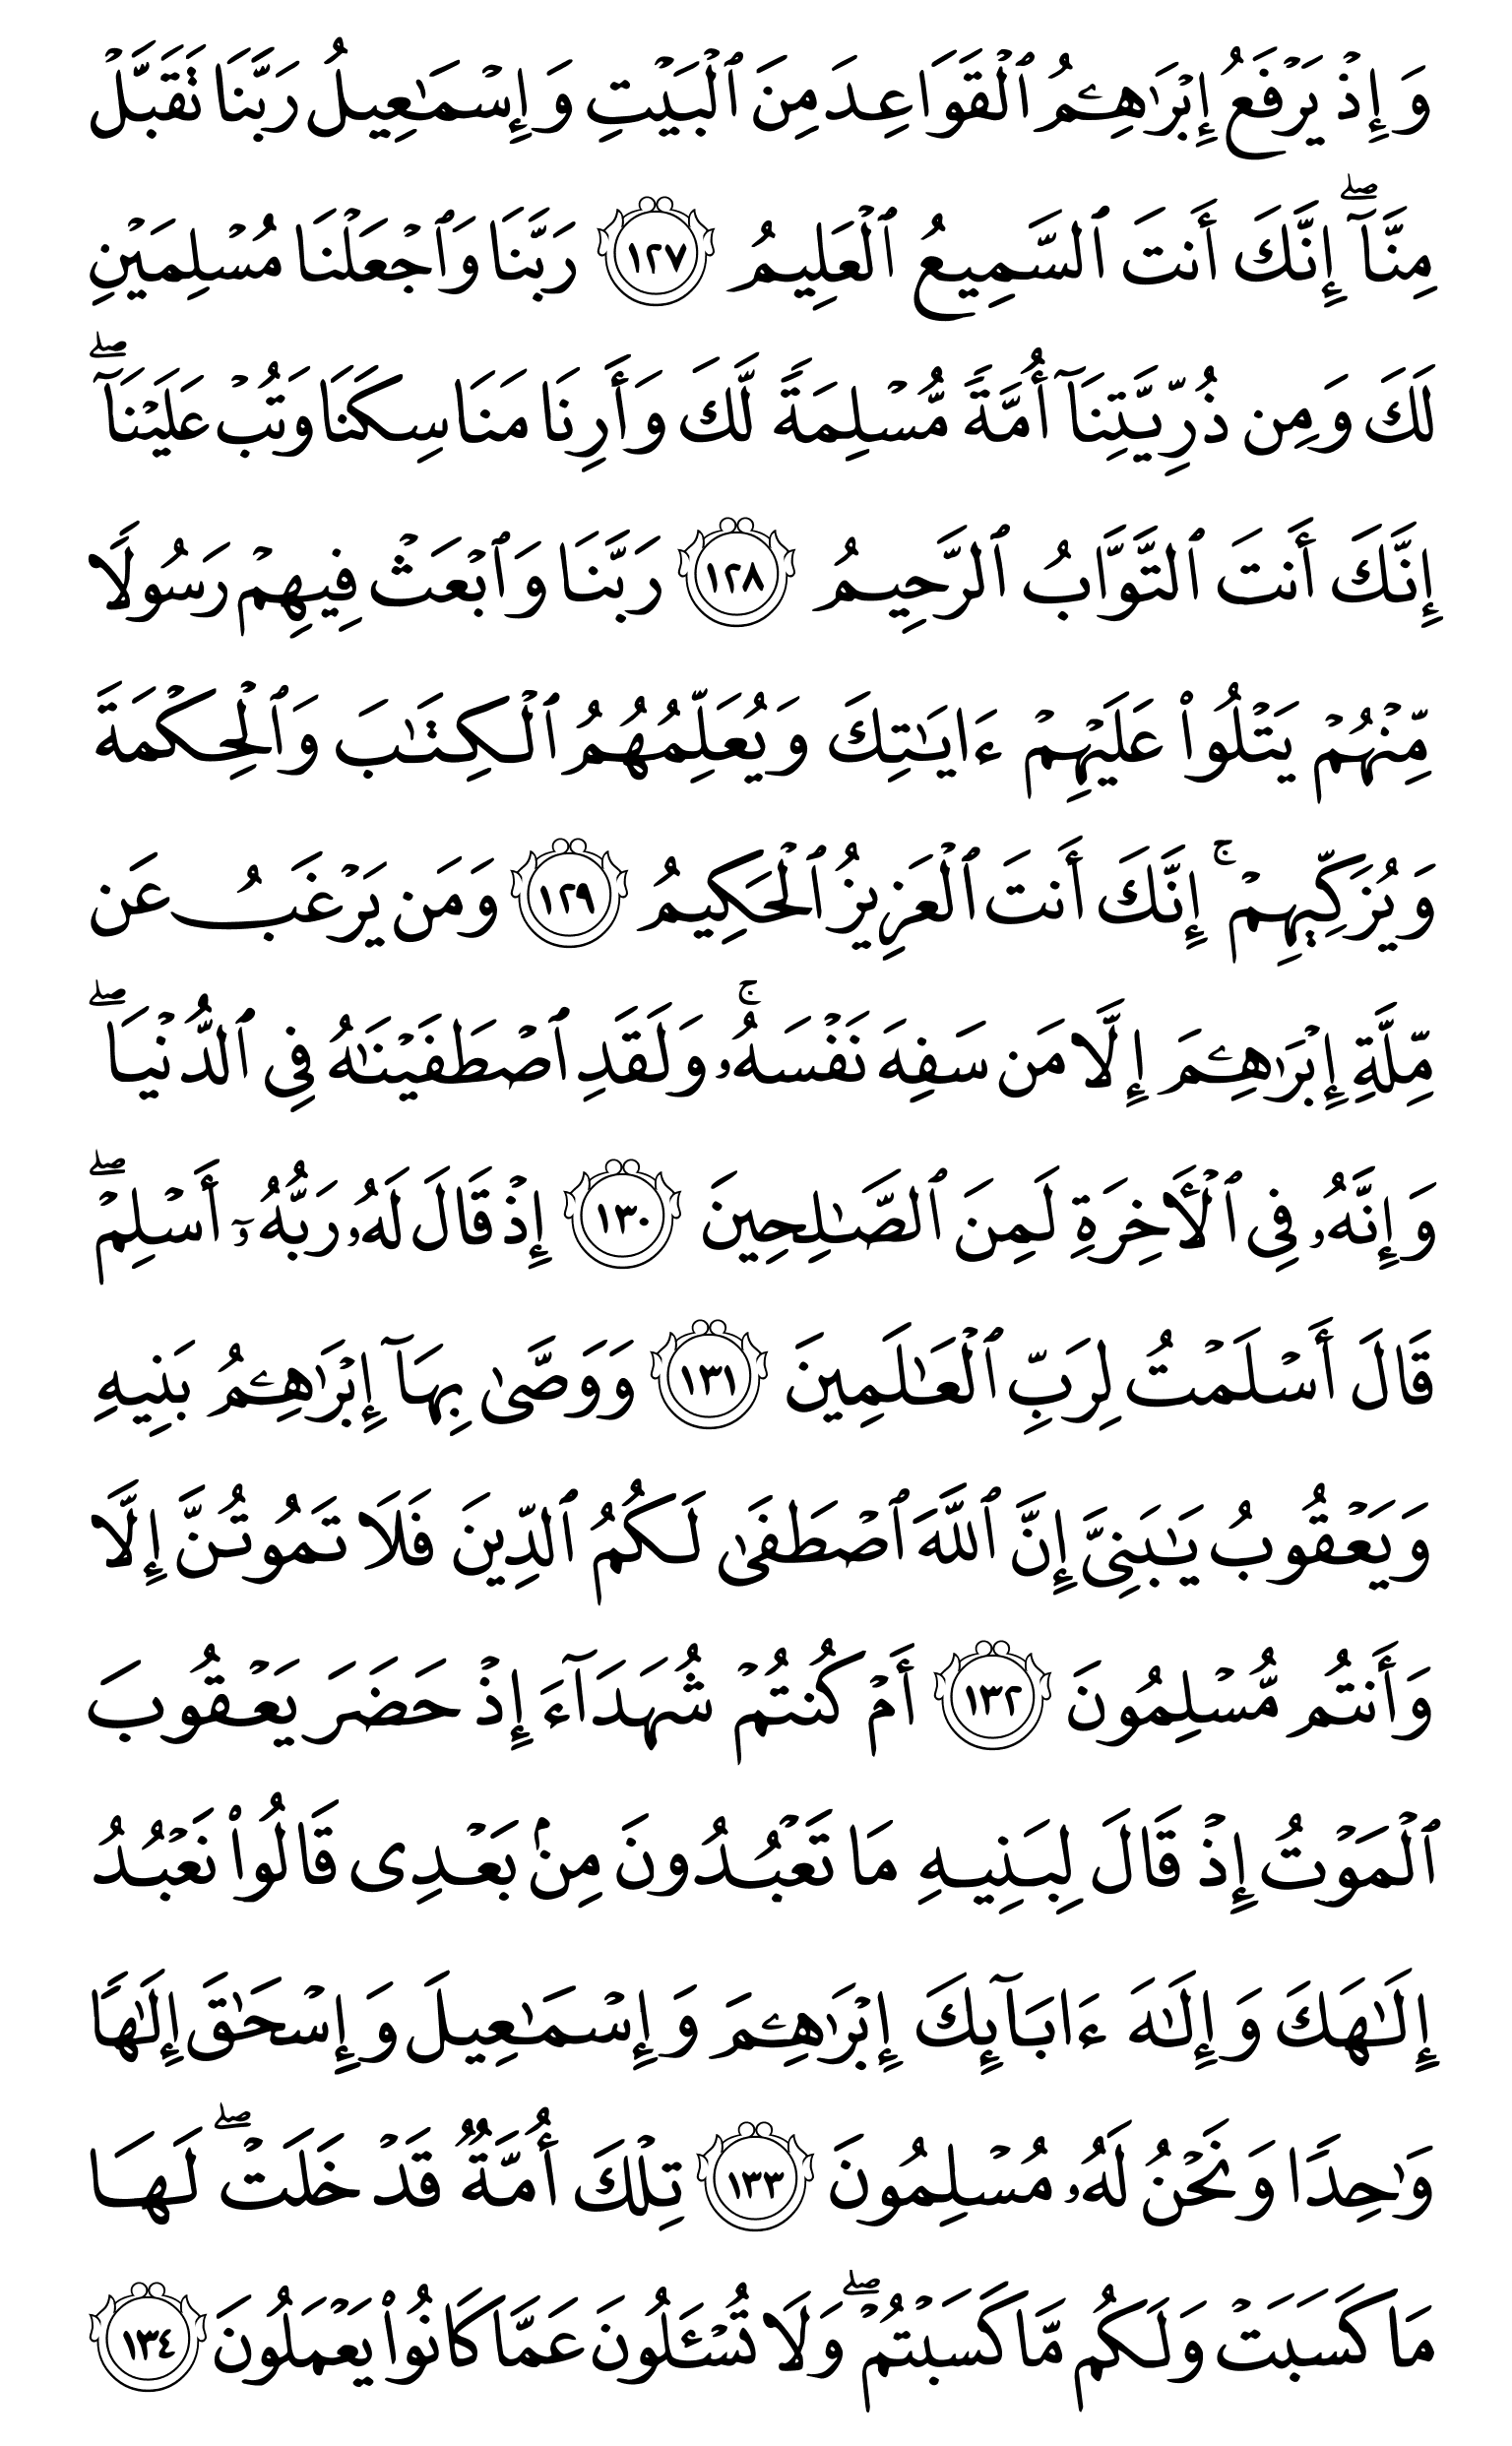 وَإِذۡ يَرۡفَعُ إِبۡرَٰهِـۧمُ ٱلۡقَوَاعِدَ مِنَ ٱلۡبَيۡتِ وَإِسۡمَٰعِيلُ رَبَّنَا تَقَبَّلۡ
مِنَّآۖ إِنَّكَ أَنتَ ٱلسَّمِيعُ ٱلۡعَلِيمُ ١٢٧ رَبَّنَا وَٱجۡعَلۡنَا مُسۡلِمَيۡنِ
لَكَ وَمِن ذُرِّيَّتِنَآ أُمَّةً مُّسۡلِمَةً لَّكَ وَأَرِنَا مَنَاسِكَنَا وَتُبۡ عَلَيۡنَآۖ
إِنَّكَ أَنتَ ٱلتَّوَّابُ ٱلرَّحِيمُ ١٢٨ رَبَّنَا وَٱبۡعَثۡ فِيهِمۡ رَسُولًا
مِّنۡهُمۡ يَتۡلُواْ عَلَيۡهِمۡ ءَايَٰتِكَ وَيُعَلِّمُهُمُ ٱلۡكِتَٰبَ وَٱلۡحِكۡمَةَ
وَيُزَكِّيهِمۡۚ إِنَّكَ أَنتَ ٱلۡعَزِيزُ ٱلۡحَكِيمُ ١٢٩ وَمَن يَرۡغَبُ عَن
مِّلَّةِ إِبۡرَٰهِـۧمَ إِلَّا مَن سَفِهَ نَفۡسَهُۥۚ وَلَقَدِ ٱصۡطَفَيۡنَٰهُ فِي ٱلدُّنۡيَاۖ
وَإِنَّهُۥ فِي ٱلۡأٓخِرَةِ لَمِنَ ٱلصَّٰلِحِينَ ١٣٠ إِذۡ قَالَ لَهُۥ رَبُّهُۥٓ أَسۡلِمۡۖ
قَالَ أَسۡلَمۡتُ لِرَبِّ ٱلۡعَٰلَمِينَ ١٣١ وَوَصَّىٰ بِهَآ إِبۡرَٰهِـۧمُ بَنِيهِ
وَيَعۡقُوبُ يَٰبَنِيَّ إِنَّ ٱللَّهَ ٱصۡطَفَىٰ لَكُمُ ٱلدِّينَ فَلَا تَمُوتُنَّ إِلَّا
وَأَنتُم مُّسۡلِمُونَ ١٣٢ أَمۡ كُنتُمۡ شُهَدَآءَ إِذۡ حَضَرَ يَعۡقُوبَ
ٱلۡمَوۡتُ إِذۡ قَالَ لِبَنِيهِ مَا تَعۡبُدُونَ مِنۢ بَعۡدِي قَالُواْ نَعۡبُدُ
إِلَٰهَكَ وَإِلَٰهَ ءَابَآئِكَ إِبۡرَٰهِـۧمَ وَإِسۡمَٰعِيلَ وَإِسۡحَٰقَ إِلَٰهًا
وَٰحِدًا وَنَحۡنُ لَهُۥ مُسۡلِمُونَ ١٣٣ تِلۡكَ أُمَّةٌ قَدۡ خَلَتۡۖ لَهَا
مَا كَسَبَتۡ وَلَكُم مَّا كَسَبۡتُمۡۖ وَلَا تُسۡـَٔلُونَ عَمَّا كَانُواْ يَعۡمَلُونَ ١٣٤